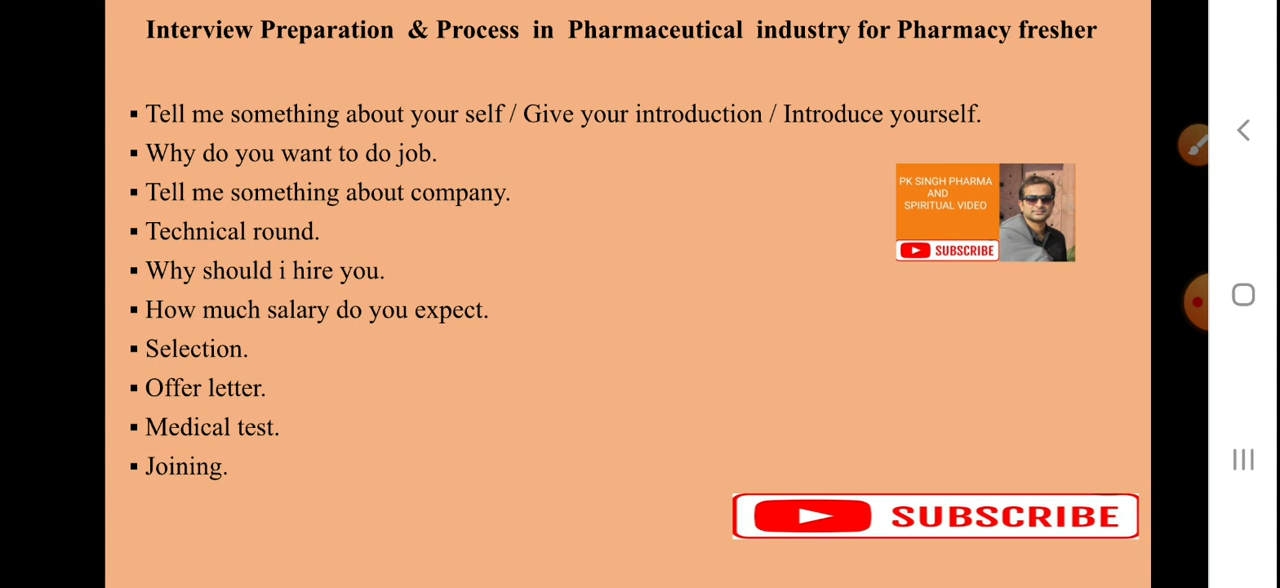 Interview Preparation & Process in Pharmaceutical industry for Pharmacy fresher
▪ Tell me something about your self / Give your introduction / Introduce yourself.
▪ Why do you want to do job.
▪ Tell me something about company.
▪ Technical round.
▪ Why should i hire you.
▪ How much salary do you expect.
▪ Selection.
▪ Offer letter.
▪ Medical test.
▪ Joining.
PK SINGH PHARMA
AND
SPIRITUAL VIDEO
SUBSCRIBE
SUBSCRIBE